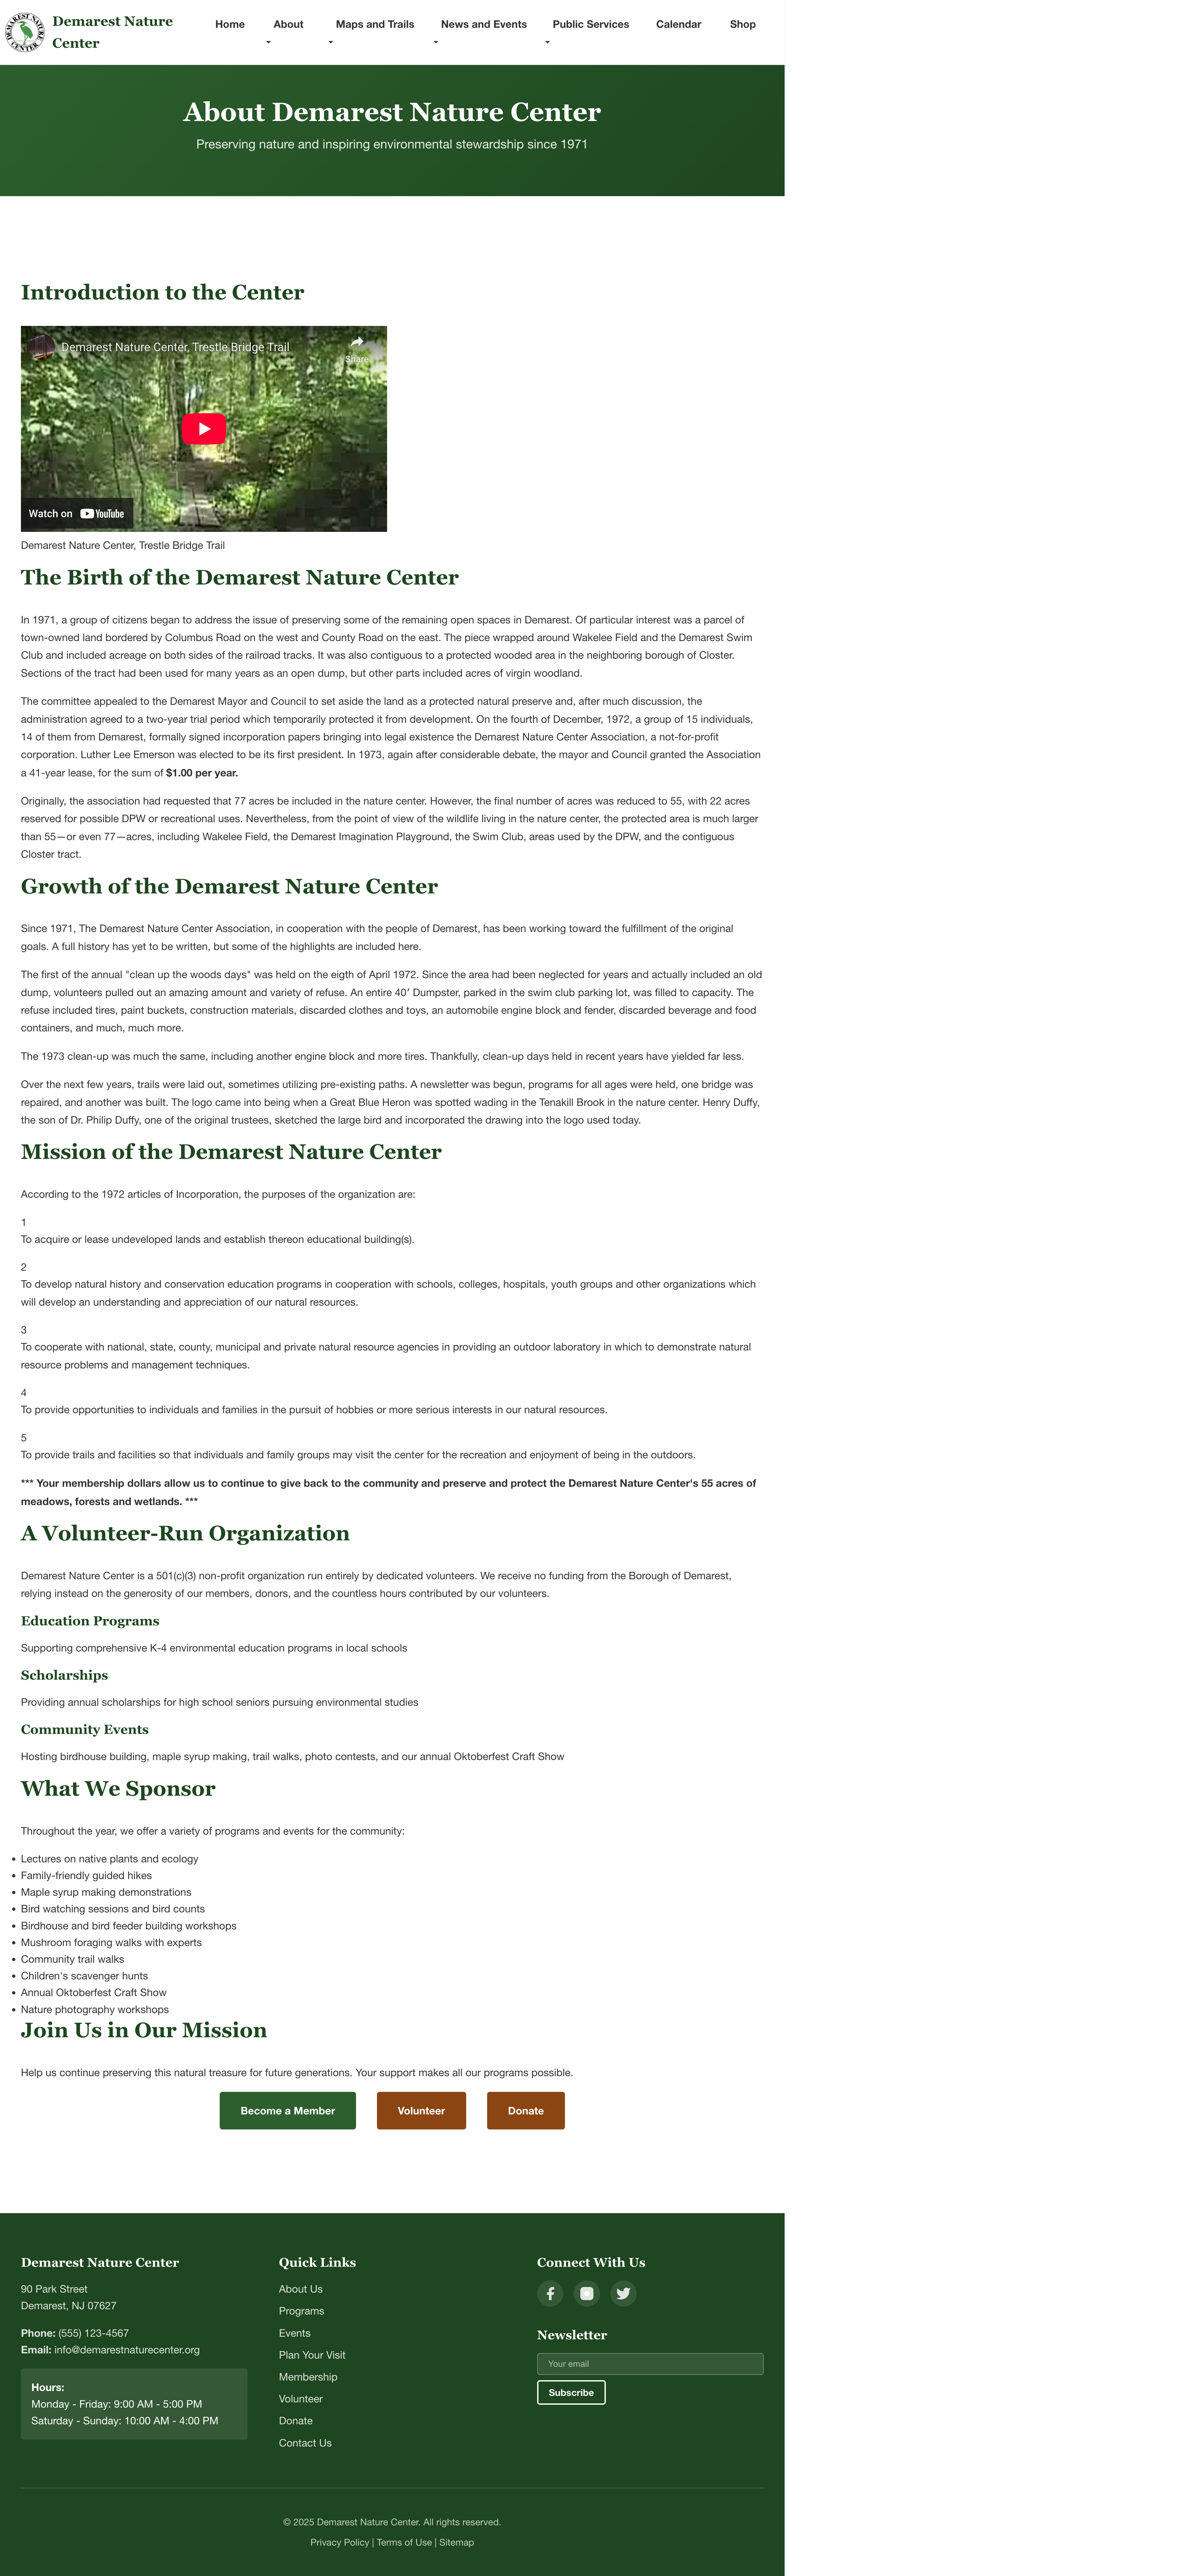 DEMAREST NATURE CENTER
Demarest Nature
Center
Home
About
Maps and Trails
News and Events
Public Services
Calendar
Shop
About Demarest Nature Center
Preserving nature and inspiring environmental stewardship since 1971
Introduction to the Center
Demarest Nature Center, Trestle Bridge Trail
Share
Watch on YouTube
Demarest Nature Center, Trestle Bridge Trail
The Birth of the Demarest Nature Center
In 1971, a group of citizens began to address the issue of preserving some of the remaining open spaces in Demarest. Of particular interest was a parcel of
town-owned land bordered by Columbus Road on the west and County Road on the east. The piece wrapped around Wakelee Field and the Demarest Swim
Club and included acreage on both sides of the railroad tracks. It was also contiguous to a protected wooded area in the neighboring borough of Closter.
Sections of the tract had been used for many years as an open dump, but other parts included acres of virgin woodland.
The committee appealed to the Demarest Mayor and Council to set aside the land as a protected natural preserve and, after much discussion, the
administration agreed to a two-year trial period which temporarily protected it from development. On the fourth of December, 1972, a group of 15 individuals,
14 of them from Demarest, formally signed incorporation papers bringing into legal existence the Demarest Nature Center Association, a not-for-profit
corporation. Luther Lee Emerson was elected to be its first president. In 1973, again after considerable debate, the mayor and Council granted the Association
a 41-year lease, for the sum of $1.00 per year.
Originally, the association had requested that 77 acres be included in the nature center. However, the final number of acres was reduced to 55, with 22 acres
reserved for possible DPW or recreational uses. Nevertheless, from the point of view of the wildlife living in the nature center, the protected area is much larger
than 55—or even 77—acres, including Wakelee Field, the Demarest Imagination Playground, the Swim Club, areas used by the DPW, and the contiguous
Closter tract.
Growth of the Demarest Nature Center
Since 1971, The Demarest Nature Center Association, in cooperation with the people of Demarest, has been working toward the fulfillment of the original
goals. A full history has yet to be written, but some of the highlights are included here.
The first of the annual "clean up the woods days" was held on the eigth of April 1972. Since the area had been neglected for years and actually included an old
dump, volunteers pulled out an amazing amount and variety of refuse. An entire 40′ Dumpster, parked in the swim club parking lot, was filled to capacity. The
refuse included tires, paint buckets, construction materials, discarded clothes and toys, an automobile engine block and fender, discarded beverage and food
containers, and much, much more.
The 1973 clean-up was much the same, including another engine block and more tires. Thankfully, clean-up days held in recent years have yielded far less.
Over the next few years, trails were laid out, sometimes utilizing pre-existing paths. A newsletter was begun, programs for all ages were held, one bridge was
repaired, and another was built. The logo came into being when a Great Blue Heron was spotted wading in the Tenakill Brook in the nature center. Henry Duffy,
the son of Dr. Philip Duffy, one of the original trustees, sketched the large bird and incorporated the drawing into the logo used today.
Mission of the Demarest Nature Center
According to the 1972 articles of Incorporation, the purposes of the organization are:
1
To acquire or lease undeveloped lands and establish thereon educational building(s).
2
To develop natural history and conservation education programs in cooperation with schools, colleges, hospitals, youth groups and other organizations which
will develop an understanding and appreciation of our natural resources.
3
To cooperate with national, state, county, municipal and private natural resource agencies in providing an outdoor laboratory in which to demonstrate natural
resource problems and management techniques.
4
To provide opportunities to individuals and families in the pursuit of hobbies or more serious interests in our natural resources.
5
To provide trails and facilities so that individuals and family groups may visit the center for the recreation and enjoyment of being in the outdoors.
*** Your membership dollars allow us to continue to give back to the community and preserve and protect the Demarest Nature Center's 55 acres of
meadows, forests and wetlands. ***
A Volunteer-Run Organization
Demarest Nature Center is a 501(c)(3) non-profit organization run entirely by dedicated volunteers. We receive no funding from the Borough of Demarest,
relying instead on the generosity of our members, donors, and the countless hours contributed by our volunteers.
Education Programs
Supporting comprehensive K-4 environmental education programs in local schools
Scholarships
Providing annual scholarships for high school seniors pursuing environmental studies
Community Events
Hosting birdhouse building, maple syrup making, trail walks, photo contests, and our annual Oktoberfest Craft Show
What We Sponsor
Throughout the year, we offer a variety of programs and events for the community:
• Lectures on native plants and ecology
• Family-friendly guided hikes
• Maple syrup making demonstrations
• Bird watching sessions and bird counts
• Birdhouse and bird feeder building workshops
• Mushroom foraging walks with experts
• Community trail walks
• Children's scavenger hunts
• Annual Oktoberfest Craft Show
• Nature photography workshops
Join Us in Our Mission
Help us continue preserving this natural treasure for future generations. Your support makes all our programs possible.
Become a Member
Volunteer
Donate
Demarest Nature Center
90 Park Street
Demarest, NJ 07627
Phone: (555) 123-4567
Email: info@demarestnaturecenter.org
Hours:
Monday - Friday: 9:00 AM - 5:00 PM
Saturday - Sunday: 10:00 AM - 4:00 PM
Quick Links
About Us
Programs
Events
Plan Your Visit
Membership
Volunteer
Donate
Contact Us
Connect With Us
Newsletter
Your email
Subscribe
© 2025 Demarest Nature Center. All rights reserved.
Privacy Policy | Terms of Use | Sitemap